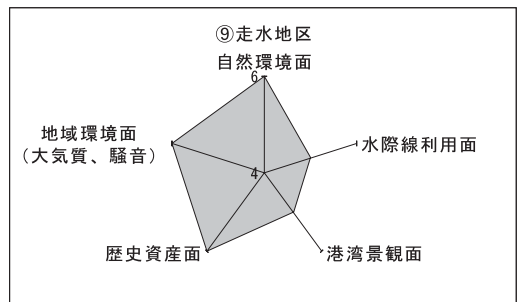 ⑨走水地区
自然環境面
6
地域環境面
(大気質、騒音)
水際線利用面
4
歴史資産面
港湾景観面